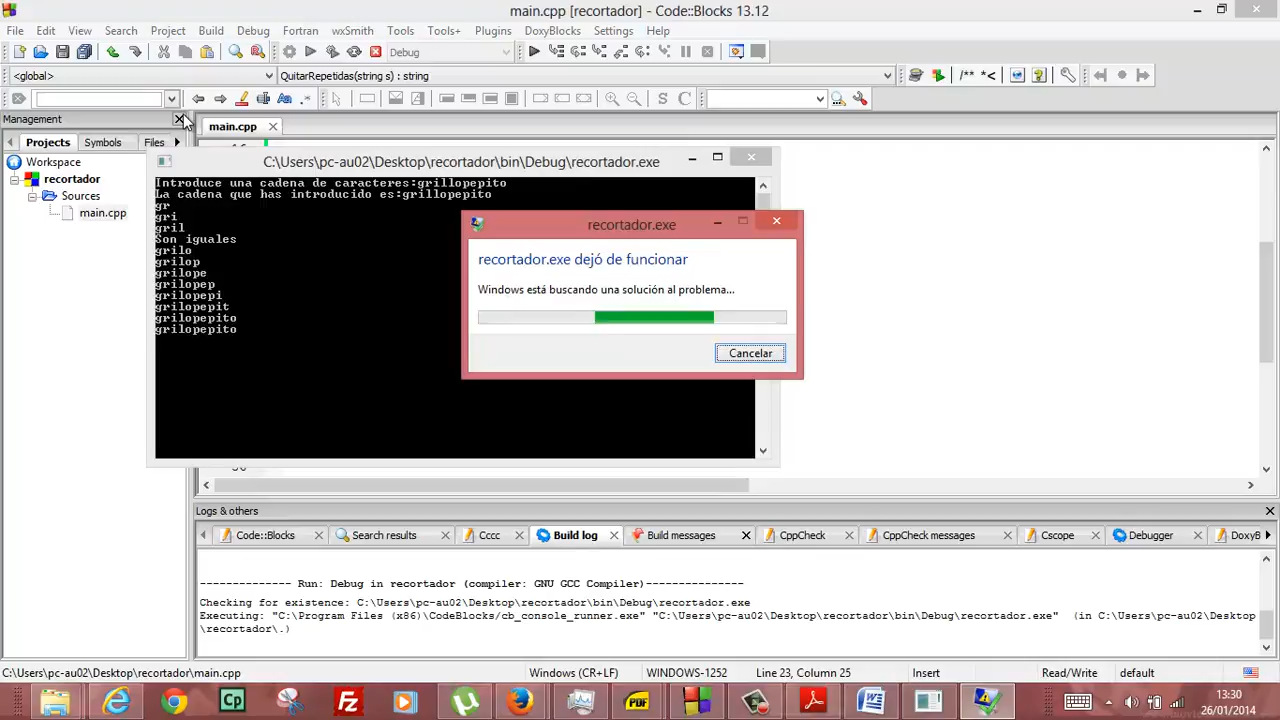 main.cpp [recortador] - Code::Blocks 13.12
File Edit View Search Project Build Debug Fortran wxSmith Tools Tools+ Plugins DoxyBlocks Settings Help
Debug
<global> QuitarRepetidas(string s) : string /** *<
Aa .* S C
Management
main.cpp
Projects Symbols Files
16
Workspace
recortador
Sources
main.cpp
C:\Users\pc-au02\Desktop\recortador\bin\Debug\recortador.exe
Introduce una cadena de caracteres:grillopepito
La cadena que has introducido es:grillopepito
gr
gri
gril
Son iguales
grilo
grilop
grilope
grilopep
grilopepi
grilopepit
grilopepito
grilopepito
recortador.exe
recortador.exe dejó de funcionar
Windows está buscando una solución al problema...
Cancelar
Logs & others
Code::Blocks Search results Cccc Build log Build messages CppCheck CppCheck messages Cscope Debugger DoxyB
-------------- Run: Debug in recortador (compiler: GNU GCC Compiler)---------------
Checking for existence: C:\Users\pc-au02\Desktop\recortador\bin\Debug\recortador.exe
Executing: "C:\Program Files (x86)\CodeBlocks/cb_console_runner.exe" "C:\Users\pc-au02\Desktop\recortador\bin\Debug\recortador.exe"  (in C:\Users\pc-au02\Desktop
\recortador\.)
C:\Users\pc-au02\Desktop\recortador\main.cpp Windows (CR+LF) WINDOWS-1252 Line 23, Column 25 Insert Read/Write default
Cp PDF
13:30
26/01/2014